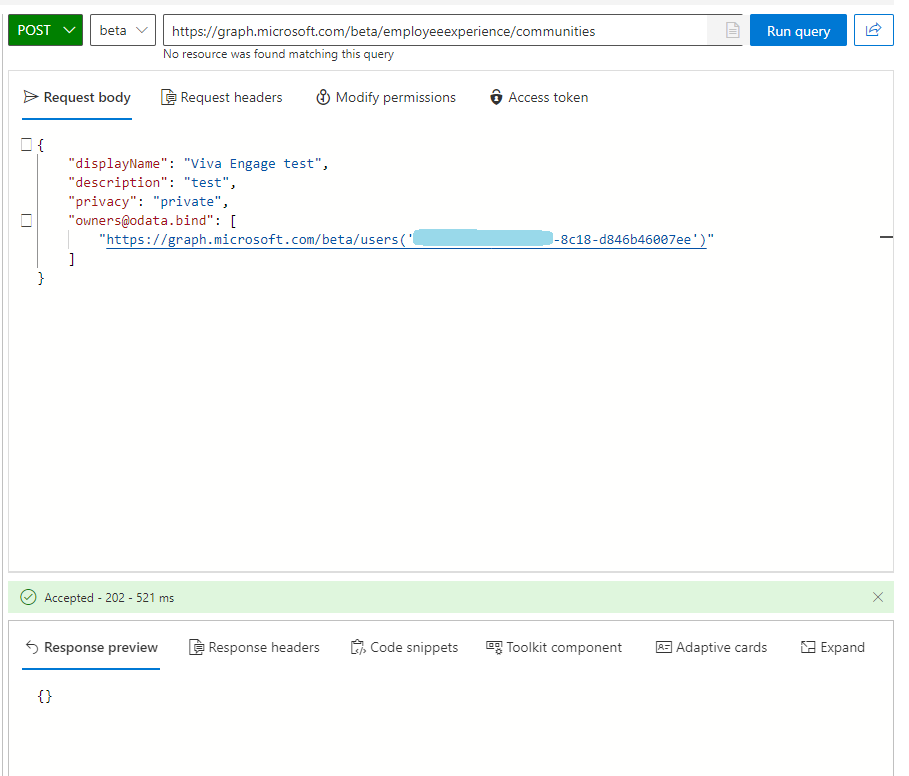 POST beta https://graph.microsoft.com/beta/employeeexperience/communities Run query
No resource was found matching this query
Request body Request headers Modify permissions Access token
{
"displayName": "Viva Engage test",
"description": "test",
"privacy": "private",
"owners@odata.bind": [
"https://graph.microsoft.com/beta/users('-8c18-d846b46007ee')"
]
}
Accepted - 202 - 521 ms
Response preview Response headers Code snippets Toolkit component Adaptive cards Expand
{}